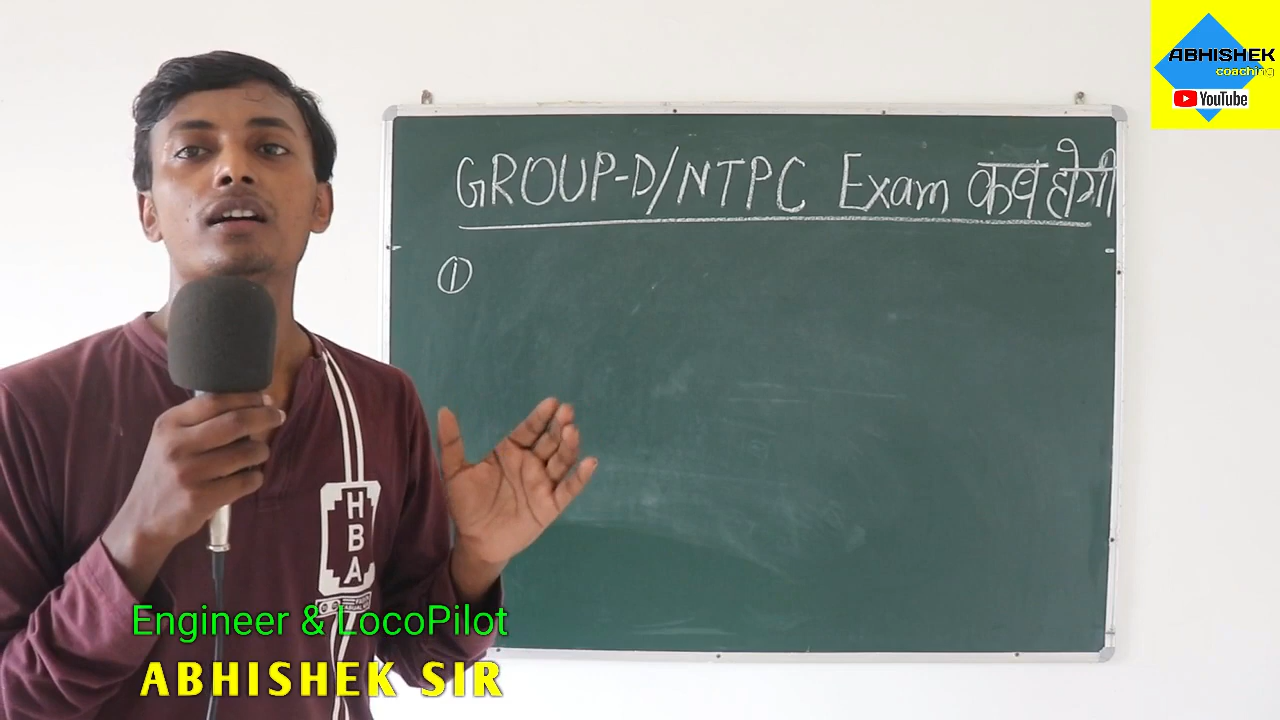 ABHISHEK
coaching
YouTube
GROUP-D/NTPC Exam कब होगी
①
HBA
Engineer & LocoPilot
ABHISHEK SIR